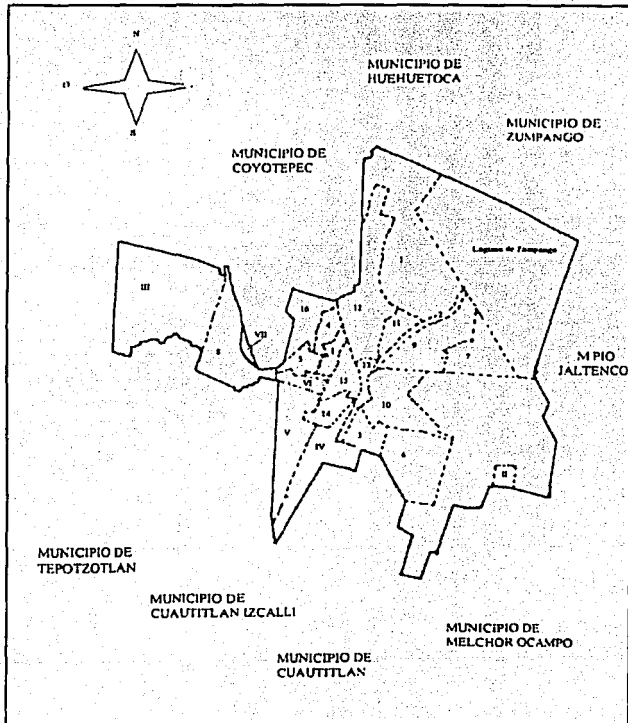 N
S
MUNICIPIO DE
HUEHUETOCA
MUNICIPIO DE
ZUMPANGO
MUNICIPIO DE
COYOTEPEC
Laguna de Zumpango
III
1
16
12
4
11
VII
8
9
7
5
13
M PIO
JALTENCO
VI
15
10
14
V
IV
3
6
II
MUNICIPIO DE
TEPOTZOTLAN
MUNICIPIO DE
CUAUTITLAN IZCALLI
MUNICIPIO DE
MELCHOR OCAMPO
MUNICIPIO DE
CUAUTITLAN